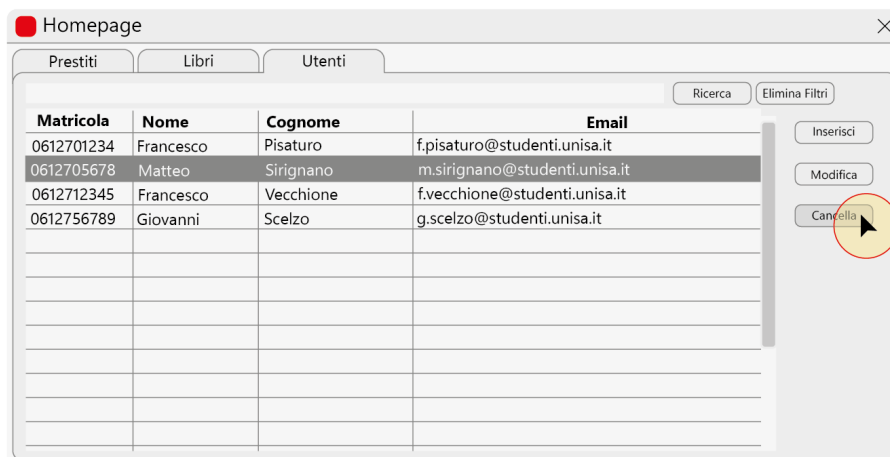 Homepage
Prestiti Libri Utenti
Ricerca Elimina Filtri
Matricola Nome Cognome Email
0612701234 Francesco Pisaturo f.pisaturo@studenti.unisa.it
0612705678 Matteo Sirignano m.sirignano@studenti.unisa.it
0612712345 Francesco Vecchione f.vecchione@studenti.unisa.it
0612756789 Giovanni Scelzo g.scelzo@studenti.unisa.it
Inserisci
Modifica
Cancella